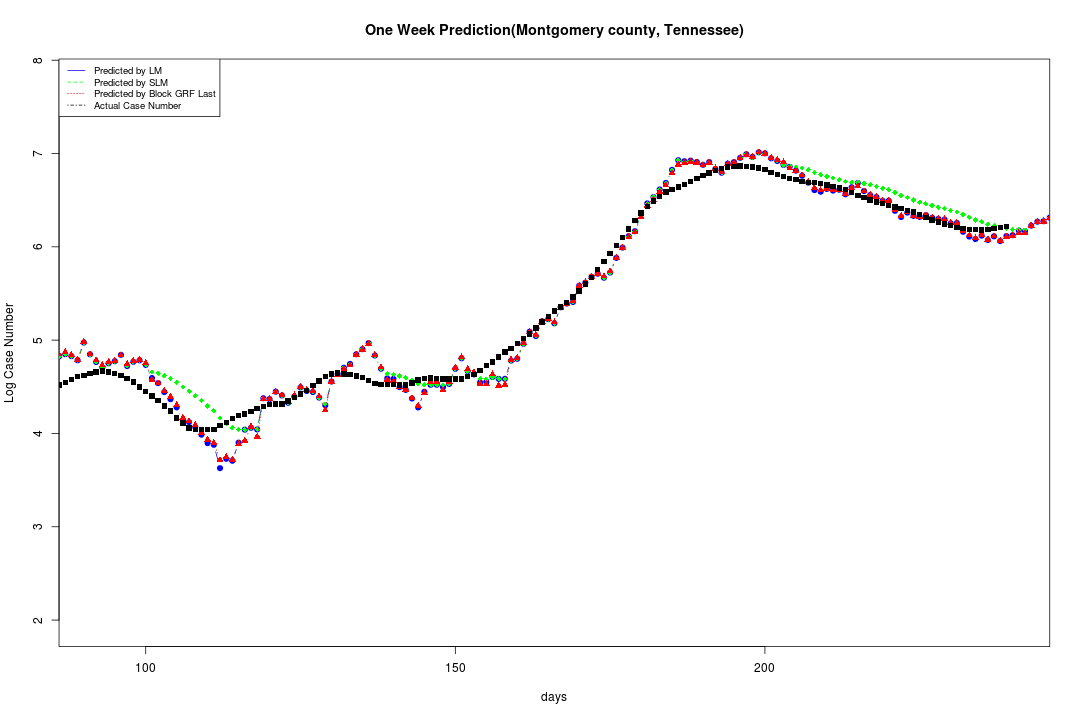 One Week Prediction(Montgomery county, Tennessee)
Predicted by LM
Predicted by SLM
Predicted by Block GRF Last
Actual Case Number
8
7
6
5
4
3
2
Log Case Number
100 150 200
days